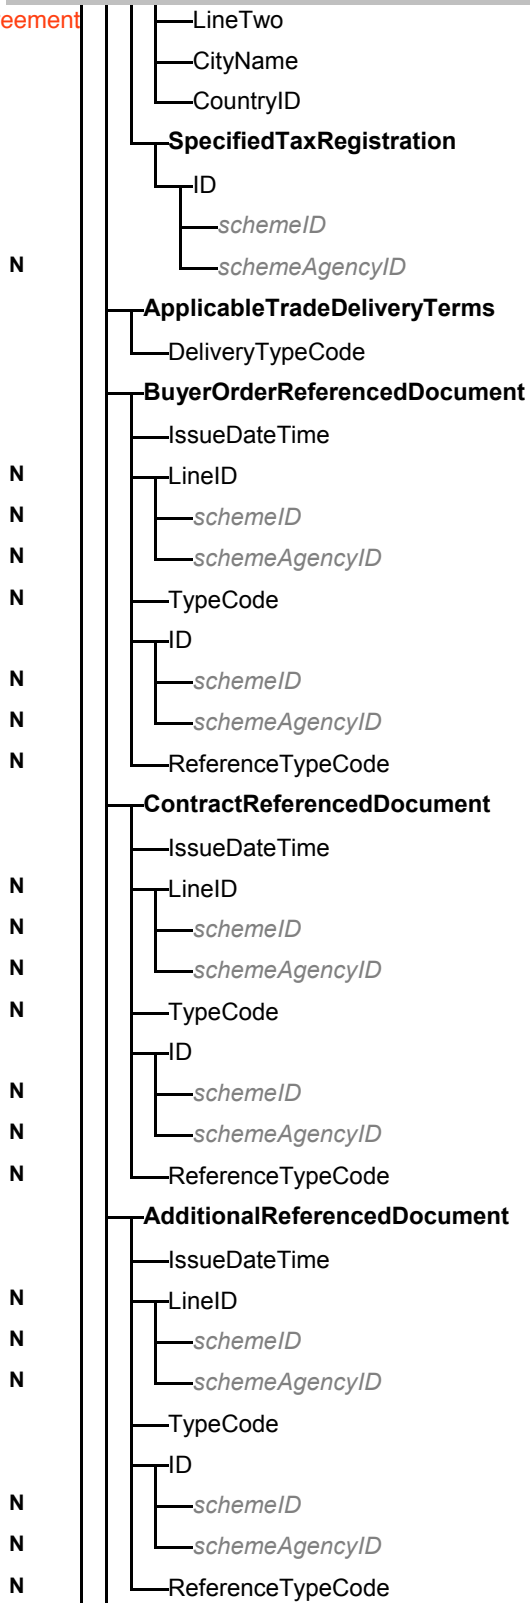 eement LineTwo
CityName
CountryID
SpecifiedTaxRegistration
ID
schemeID
N schemeAgencyID
ApplicableTradeDeliveryTerms
DeliveryTypeCode
BuyerOrderReferencedDocument
IssueDateTime
N LineID
N schemeID
N schemeAgencyID
N TypeCode
ID
N schemeID
N schemeAgencyID
N ReferenceTypeCode
ContractReferencedDocument
IssueDateTime
N LineID
N schemeID
N schemeAgencyID
N TypeCode
ID
N schemeID
N schemeAgencyID
N ReferenceTypeCode
AdditionalReferencedDocument
IssueDateTime
N LineID
N schemeID
N schemeAgencyID
TypeCode
ID
N schemeID
N schemeAgencyID
N ReferenceTypeCode